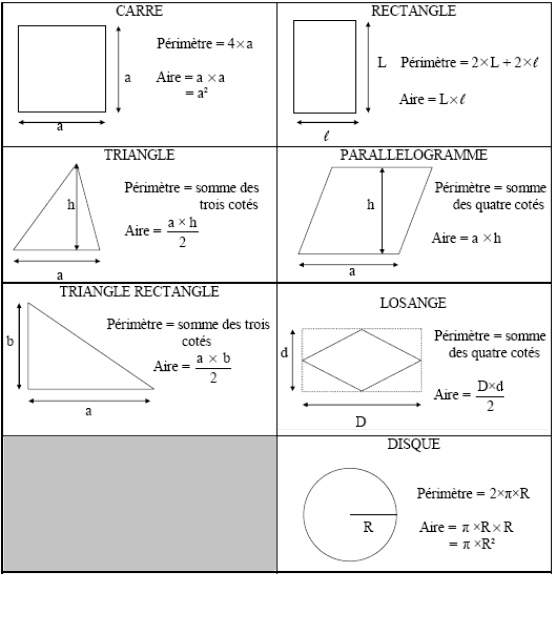 CARRE
Périmètre = 4×a
a
Aire = a ×a
= a²
a
RECTANGLE
L
Périmètre = 2×L + 2×ℓ
Aire = L×ℓ
ℓ
TRIANGLE
Périmètre = somme des
trois cotés
h
Aire = a × h
2
a
PARALLELOGRAMME
Périmètre = somme
des quatre cotés
h
Aire = a ×h
a
TRIANGLE RECTANGLE
Périmètre = somme des trois
cotés
b
Aire = a × b
2
a
LOSANGE
Périmètre = somme
des quatre cotés
d
Aire = D×d
2
D
DISQUE
Périmètre = 2×π×R
R
Aire = π ×R×R
= π ×R²